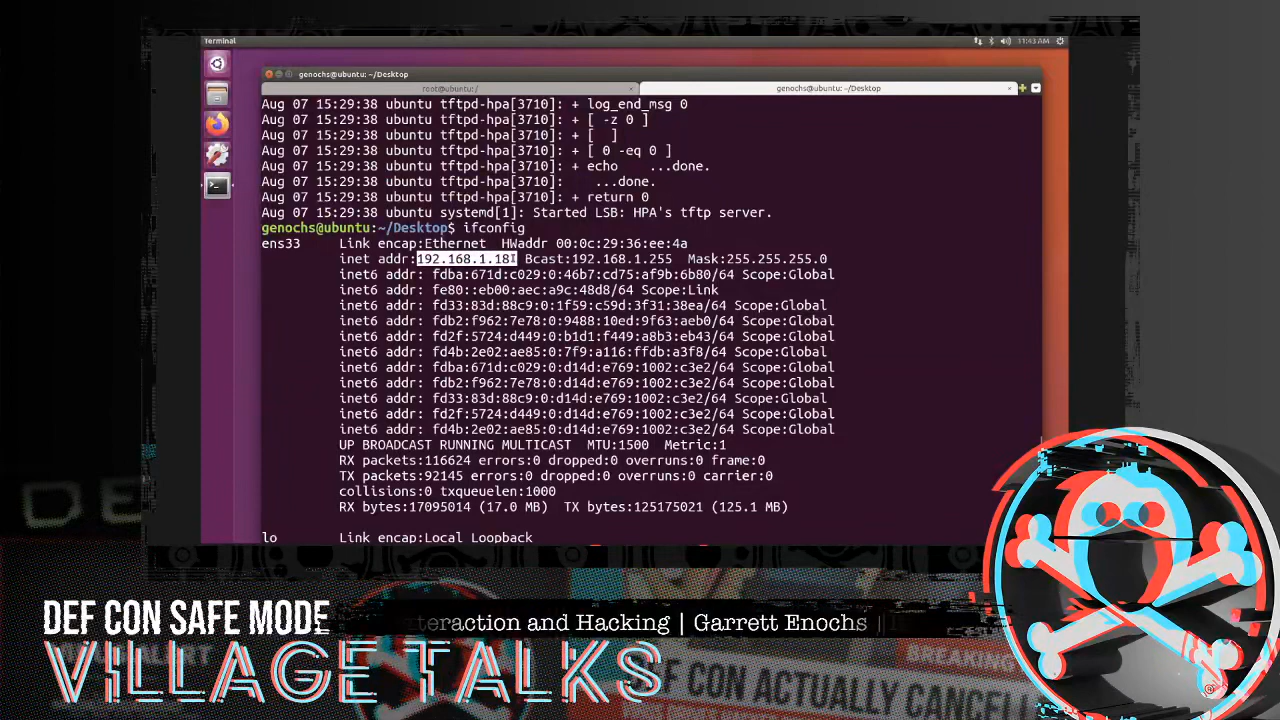 Terminal
11:43 AM
genochs@ubuntu: ~/Desktop
root@ubuntu: /
genochs@ubuntu: ~/Desktop
Aug 07 15:29:38 ubuntu tftpd-hpa[3710]: + log_end_msg 0
Aug 07 15:29:38 ubuntu tftpd-hpa[3710]: + [ -z 0 ]
Aug 07 15:29:38 ubuntu tftpd-hpa[3710]: + [  ]
Aug 07 15:29:38 ubuntu tftpd-hpa[3710]: + [ 0 -eq 0 ]
Aug 07 15:29:38 ubuntu tftpd-hpa[3710]: + echo    ...done.
Aug 07 15:29:38 ubuntu tftpd-hpa[3710]:    ...done.
Aug 07 15:29:38 ubuntu tftpd-hpa[3710]: + return 0
Aug 07 15:29:38 ubuntu systemd[1]: Started LSB: HPA's tftp server.
genochs@ubuntu:~/Desktop$ ifconfig
ens33     Link encap:Ethernet  HWaddr 00:0c:29:36:ee:4a
inet addr:192.168.1.18  Bcast:192.168.1.255  Mask:255.255.255.0
inet6 addr: fdba:671d:c029:0:46b7:cd75:af9b:6b80/64 Scope:Global
inet6 addr: fe80::eb00:aec:a9c:48d8/64 Scope:Link
inet6 addr: fd33:83d:88c9:0:1f59:c59d:3f31:38ea/64 Scope:Global
inet6 addr: fdb2:f962:7e78:0:9488:10ed:9f63:aeb0/64 Scope:Global
inet6 addr: fd2f:5724:d449:0:b1d1:f449:a8b3:eb43/64 Scope:Global
inet6 addr: fd4b:2e02:ae85:0:7f9:a116:ffdb:a3f8/64 Scope:Global
inet6 addr: fdba:671d:c029:0:d14d:e769:1002:c3e2/64 Scope:Global
inet6 addr: fdb2:f962:7e78:0:d14d:e769:1002:c3e2/64 Scope:Global
inet6 addr: fd33:83d:88c9:0:d14d:e769:1002:c3e2/64 Scope:Global
inet6 addr: fd2f:5724:d449:0:d14d:e769:1002:c3e2/64 Scope:Global
inet6 addr: fd4b:2e02:ae85:0:d14d:e769:1002:c3e2/64 Scope:Global
UP BROADCAST RUNNING MULTICAST  MTU:1500  Metric:1
RX packets:116624 errors:0 dropped:0 overruns:0 frame:0
TX packets:92145 errors:0 dropped:0 overruns:0 carrier:0
collisions:0 txqueuelen:1000
RX bytes:17095014 (17.0 MB)  TX bytes:125175021 (125.1 MB)
lo        Link encap:Local Loopback
DEF CON SAFE MODE
teraction and Hacking | Garrett Enochs
VILLAGE TALKS
BREAKING
DEF CON ACTUALLY CANCELL